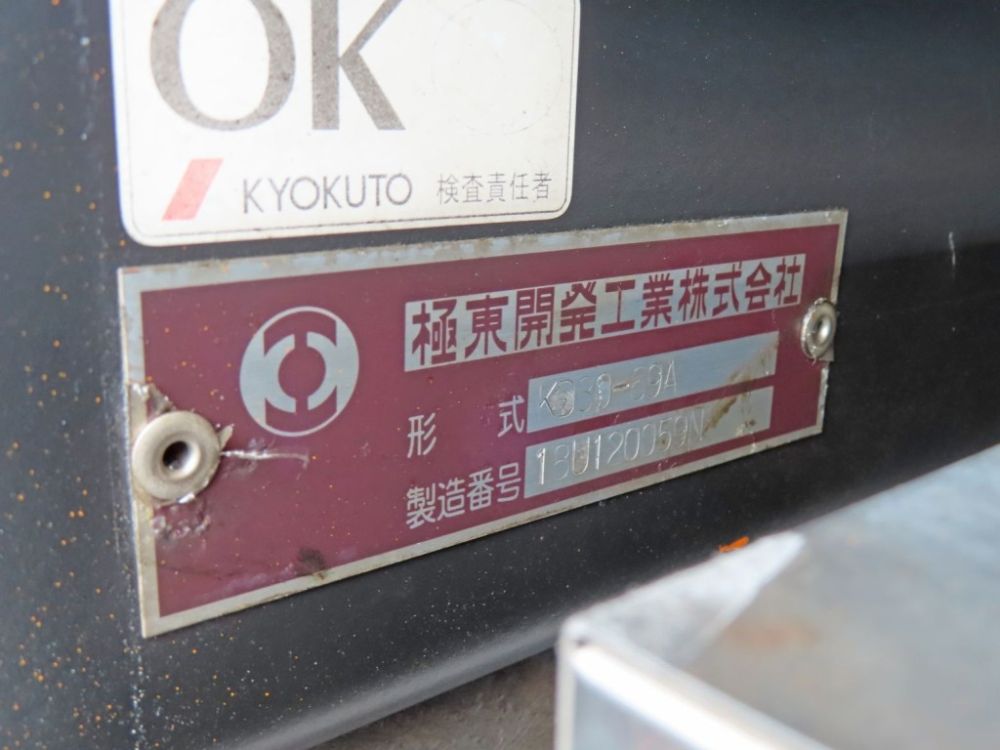 OK
KYOKUTO 検査責任者
極東開発工業株式会社
形 式
製造番号 18U120059N